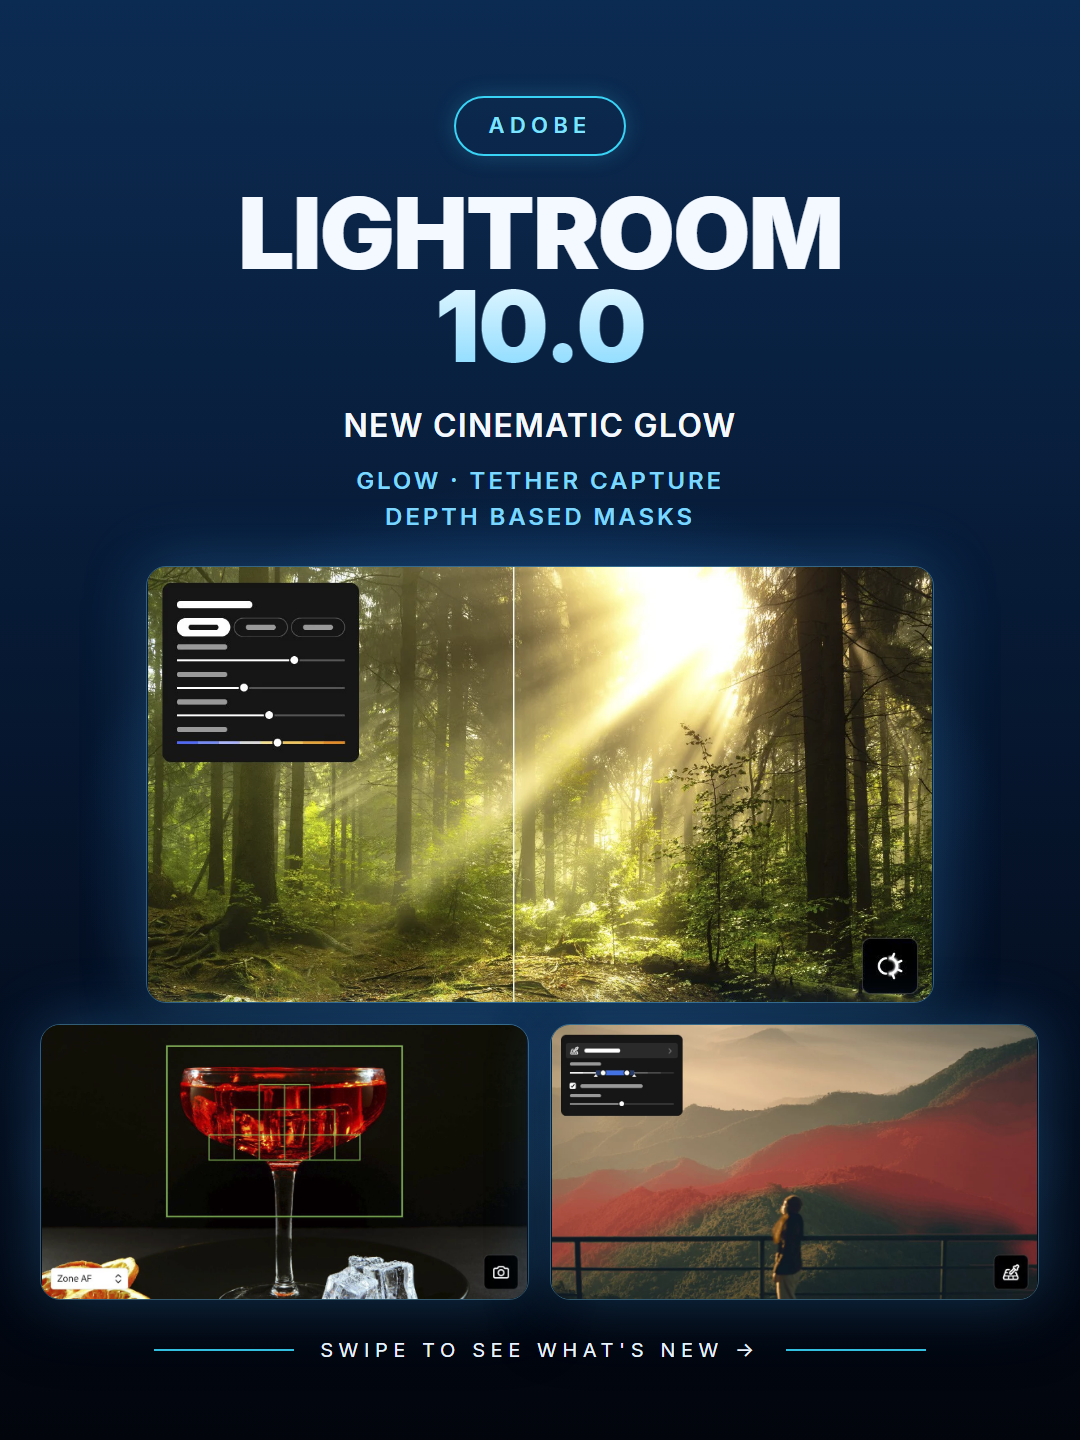 ADOBE
LIGHTROOM
10.0
NEW CINEMATIC GLOW
GLOW · TETHER CAPTURE
DEPTH BASED MASKS
Zone AF
SWIPE TO SEE WHAT'S NEW →